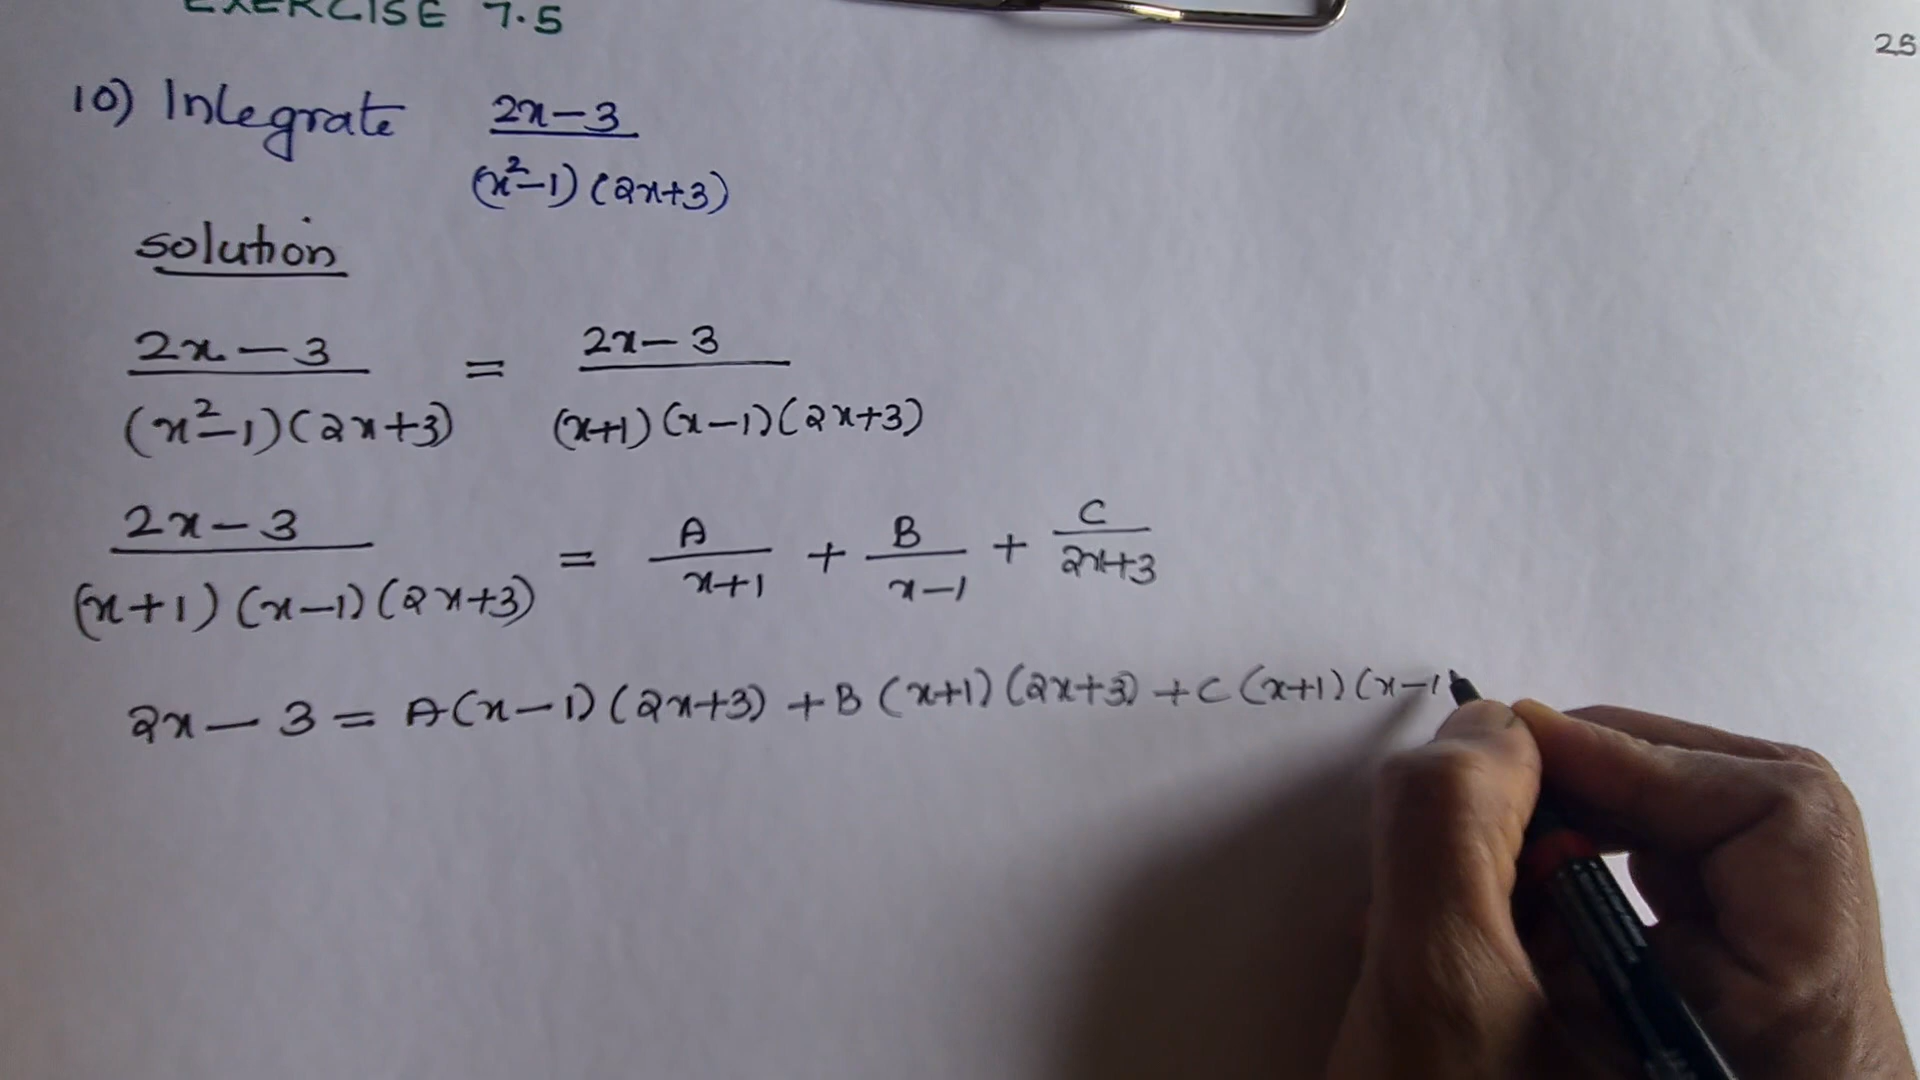 EXERCISE 7.5
25
10) Integrate (2x-3)/((x²-1)(2x+3))
solution
(2x-3)/((x²-1)(2x+3)) = (2x-3)/((x+1)(x-1)(2x+3))
(2x-3)/((x+1)(x-1)(2x+3)) = A/(x+1) + B/(x-1) + C/(2x+3)
2x-3 = A(x-1)(2x+3) + B(x+1)(2x+3) + C(x+1)(x-1